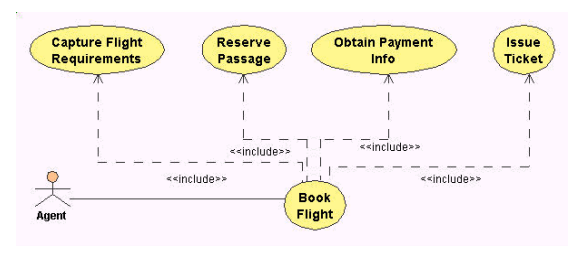 Capture Flight
Requirements
Reserve
Passage
Obtain Payment
Info
Issue
Ticket
<<include>>
<<include>>
<<include>>
<<include>>
Agent
Book
Flight